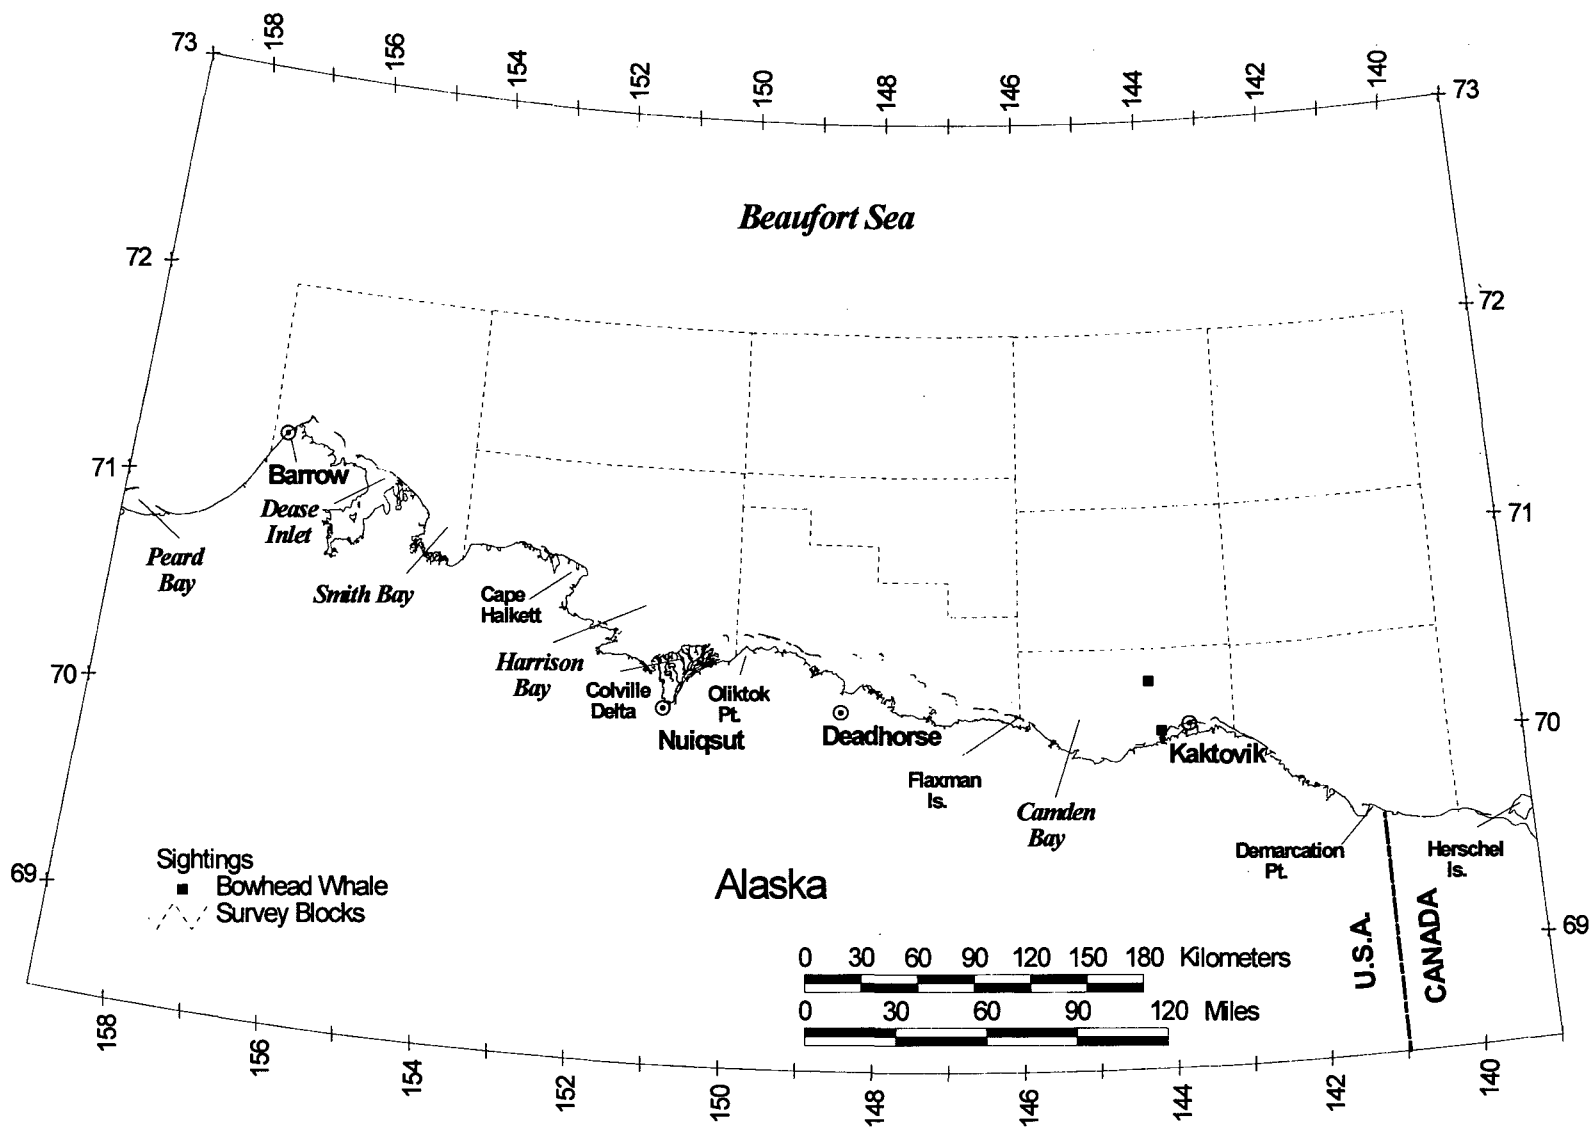 158
156
154
152
150
148
146
144
142
140
73
73
Beaufort Sea
72
72
71
71
Barrow
Dease
Inlet
Peard
Bay
Smith Bay
Cape
Halkett
Harrison
Bay
Colville
Delta
Oliktok
Pt.
70
70
Nuiqsut
Deadhorse
Kaktovik
Flaxman
Is.
Camden
Bay
Demarcation
Pt.
Herschel
Is.
Sightings
Bowhead Whale
Survey Blocks
Alaska
69
69
U.S.A.
CANADA
0 30 60 90 120 150 180 Kilometers
0 30 60 90 120 Miles
158
156
154
152
150
148
146
144
142
140